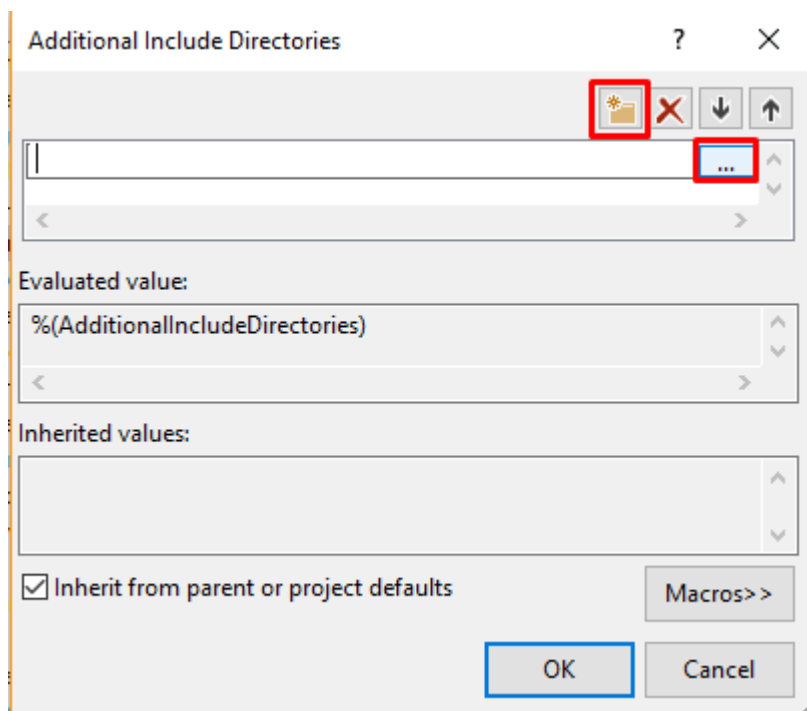 Additional Include Directories
...
Evaluated value:
%(AdditionalIncludeDirectories)
Inherited values:
Inherit from parent or project defaults
Macros>>
OK
Cancel